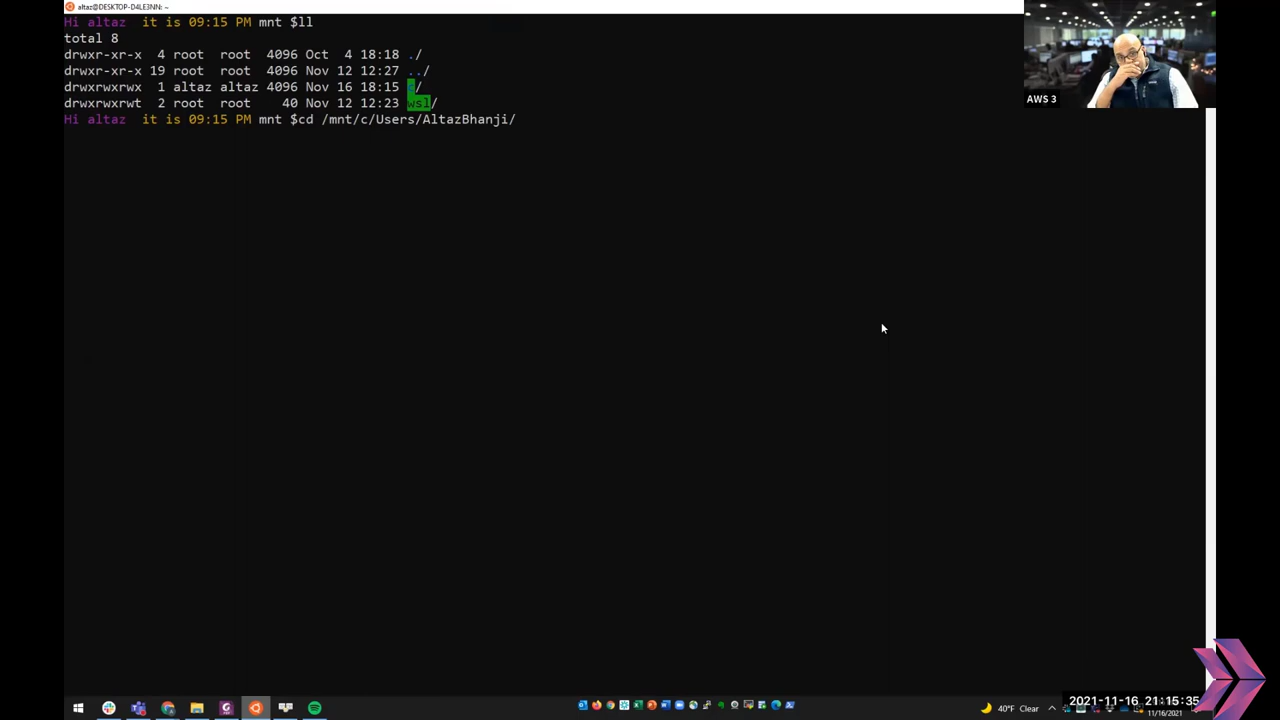 altaz@DESKTOP-D4LE3NN: ~
Hi altaz  it is 09:15 PM mnt $ll
total 8
drwxr-xr-x  4 root  root  4096 Oct  4 18:18 ./
drwxr-xr-x 19 root  root  4096 Nov 12 12:27 ../
drwxrwxrwx  1 altaz altaz 4096 Nov 16 18:15 c/
drwxrwxrwt  2 root  root    40 Nov 12 12:23 wsl/
Hi altaz  it is 09:15 PM mnt $cd /mnt/c/Users/AltazBhanji/
AWS 3
40°F Clear
2021-11-16 21:15:35
11/16/2021